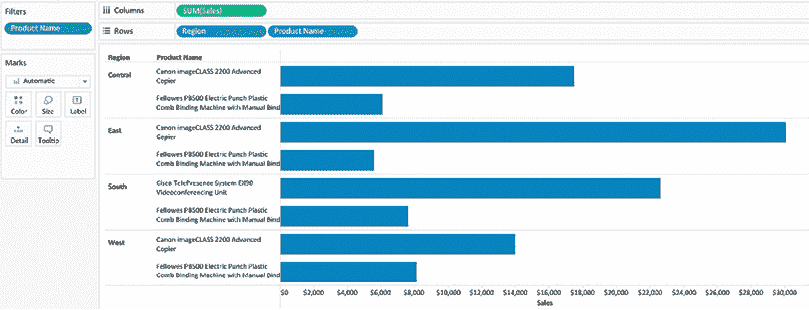 Filters
Product Name
Marks
Automatic
Color Size Label
Detail Tooltip
Columns SUM(Sales)
Rows Region Product Name
Region Product Name
Central Canon imageCLASS 2200 Advanced
Copier
Fellowes PB500 Electric Punch Plastic
Comb Binding Machine with Manual Bind
East Canon imageCLASS 2200 Advanced
Copier
Fellowes PB500 Electric Punch Plastic
Comb Binding Machine with Manual Bind
South Cisco TelePresence System EX90
Videoconferencing Unit
Fellowes PB500 Electric Punch Plastic
Comb Binding Machine with Manual Bind
West Canon imageCLASS 2200 Advanced
Copier
Fellowes PB500 Electric Punch Plastic
Comb Binding Machine with Manual Bind
$0 $2,000 $4,000 $6,000 $8,000 $10,000 $12,000 $14,000 $16,000 $18,000 $20,000 $22,000 $24,000 $26,000 $28,000 $30,000
Sales